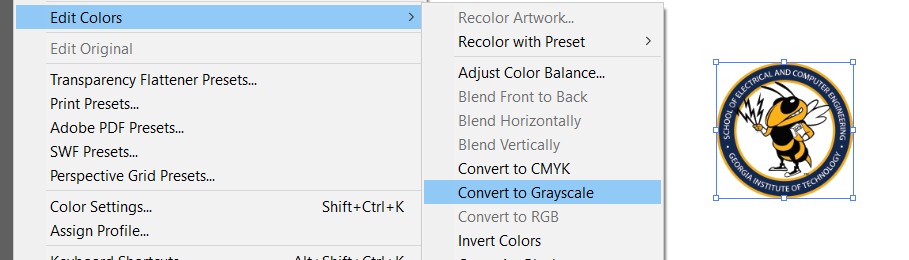 Edit Colors
Edit Original
Transparency Flattener Presets...
Print Presets...
Adobe PDF Presets...
SWF Presets...
Perspective Grid Presets...
Color Settings... Shift+Ctrl+K
Assign Profile...
Recolor Artwork...
Recolor with Preset
Adjust Color Balance...
Blend Front to Back
Blend Horizontally
Blend Vertically
Convert to CMYK
Convert to Grayscale
Convert to RGB
Invert Colors
SCHOOL OF ELECTRICAL AND COMPUTER ENGINEERING
GEORGIA INSTITUTE OF TECHNOLOGY